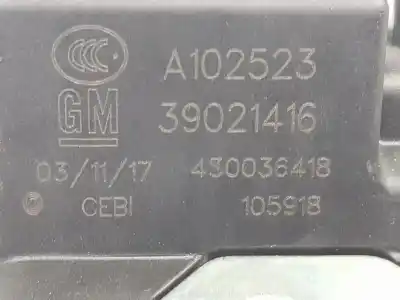 CCC A102523
GM 39021416
03/11/17 430036418
CEBI 105918